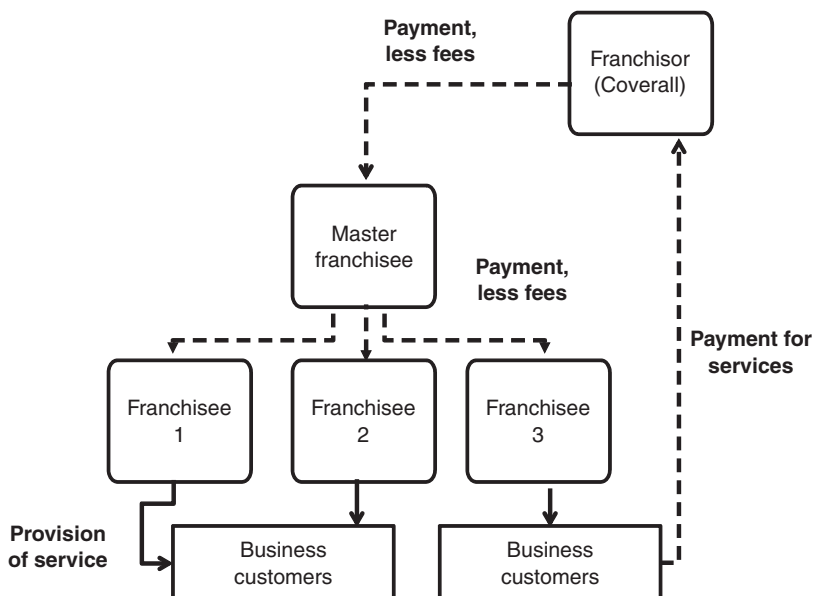 Payment,
less fees
Franchisor
(Coverall)
Master
franchisee
Payment,
less fees
Payment for
services
Franchisee
1
Franchisee
2
Franchisee
3
Provision
of service
Business
customers
Business
customers